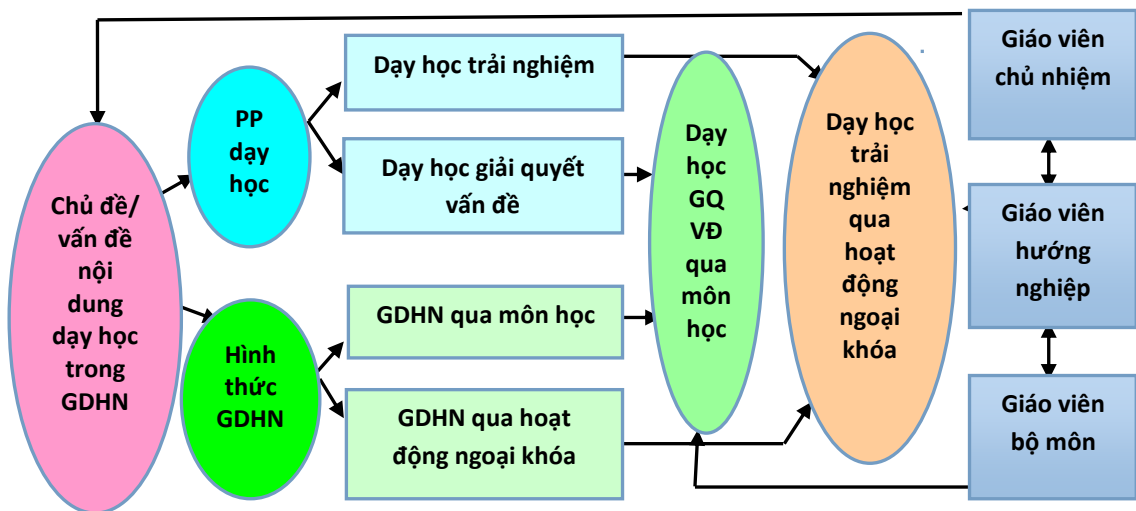 Chủ đề/
vấn đề
nội
dung
dạy học
trong
GDHN
PP
dạy
học
Hình
thức
GDHN
Dạy học trải nghiệm
Dạy học giải quyết
vấn đề
GDHN qua môn học
GDHN qua hoạt
động ngoại khóa
Dạy
học
GQ
VĐ
qua
môn
học
Dạy học
trải
nghiệm
qua
hoạt
động
ngoại
khóa
Giáo viên
chủ nhiệm
Giáo viên
hướng
nghiệp
Giáo viên
bộ môn